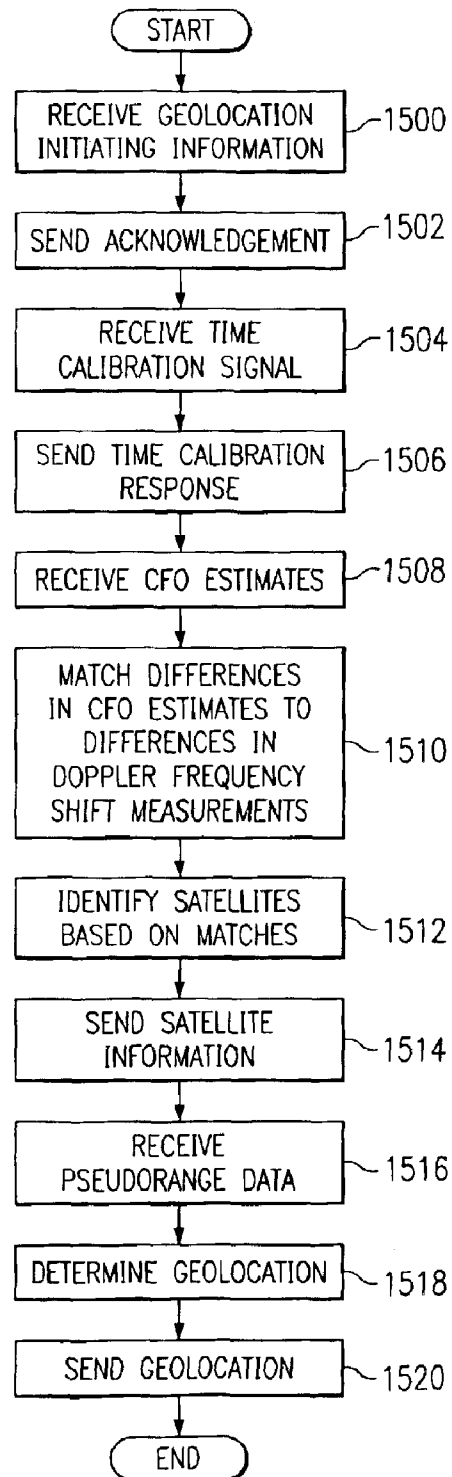 START
RECEIVE GEOLOCATION
INITIATING INFORMATION
1500
SEND ACKNOWLEDGEMENT
1502
RECEIVE TIME
CALIBRATION SIGNAL
1504
SEND TIME CALIBRATION
RESPONSE
1506
RECEIVE CFO ESTIMATES
1508
MATCH DIFFERENCES
IN CFO ESTIMATES TO
DIFFERENCES IN
DOPPLER FREQUENCY
SHIFT MEASUREMENTS
1510
IDENTIFY SATELLITES
BASED ON MATCHES
1512
SEND SATELLITE
INFORMATION
1514
RECEIVE
PSEUDORANGE DATA
1516
DETERMINE GEOLOCATION
1518
SEND GEOLOCATION
1520
END